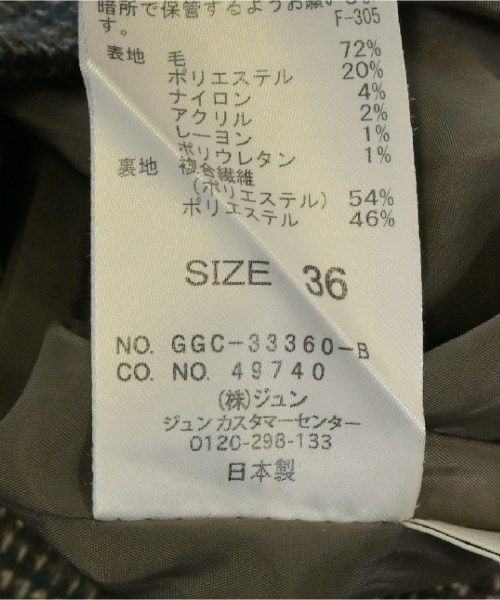 暗所で保管するようお願い
す。
F-305
表地 毛 72%
ポリエステル 20%
ナイロン 4%
アクリル 2%
レーヨン 1%
ポリウレタン 1%
裏地 複合繊維
(ポリエステル) 54%
ポリエステル 46%
SIZE 36
NO. GGC-33360-B
CO. NO. 49740
(株)ジュン
ジュンカスタマーセンター
0120-298-133
日本製